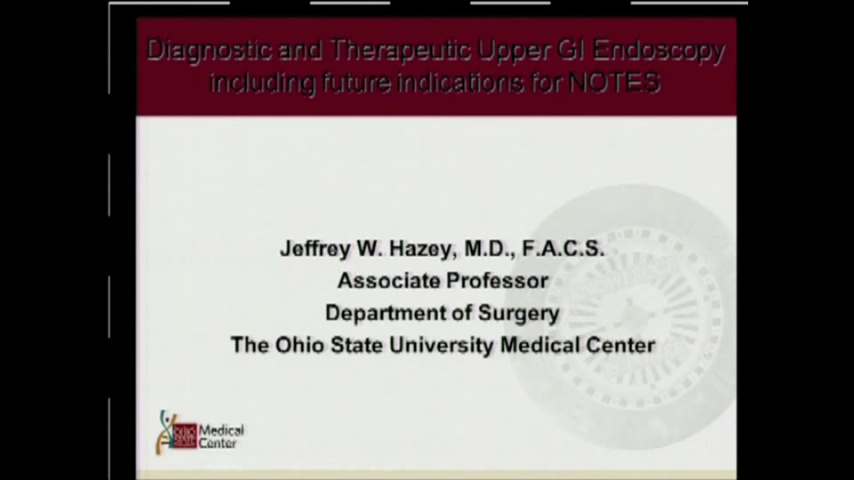 Diagnostic and Therapeutic Upper GI Endoscopy
including future indications for NOTES
Jeffrey W. Hazey, M.D., F.A.C.S.
Associate Professor
Department of Surgery
The Ohio State University Medical Center
Medical
Center